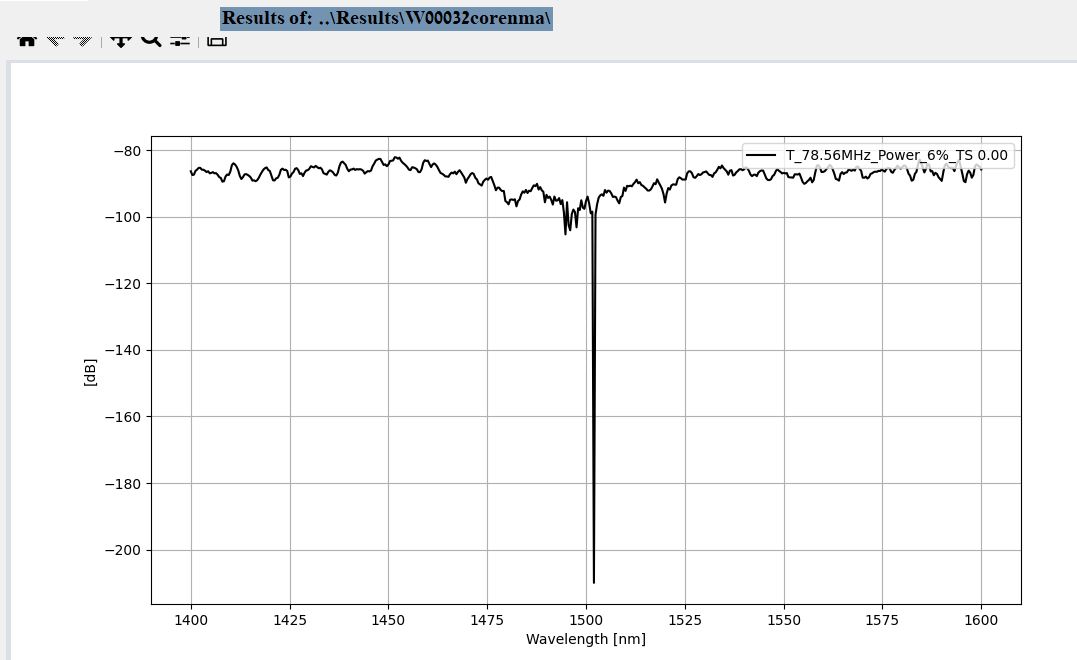 Results of: ..\Results\W00032corenma\
T_78.56MHz_Power_6%_TS 0.00
−80
−100
−120
−140
−160
−180
−200
[dB]
1400 1425 1450 1475 1500 1525 1550 1575 1600
Wavelength [nm]